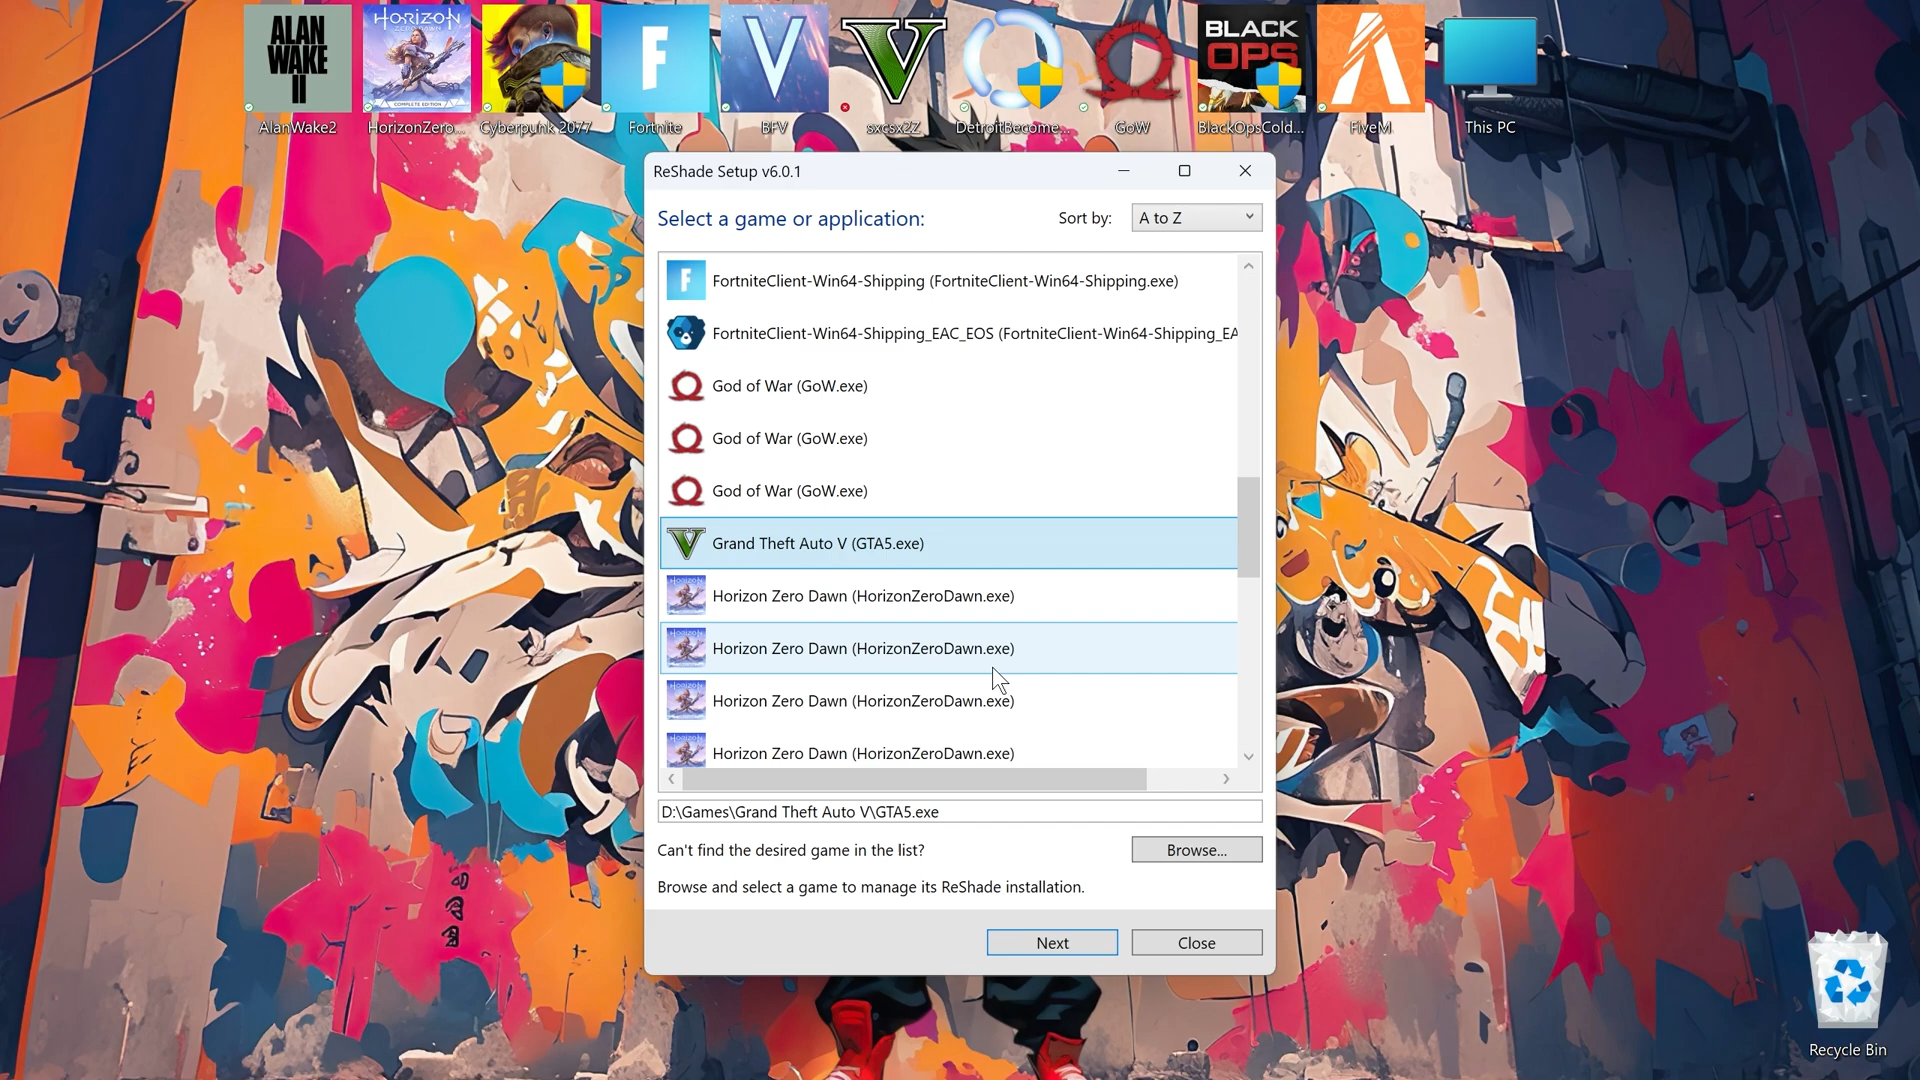 ALAN
WAKE
II
HORIZON
ZERO DAWN
COMPLETE EDITION
BLACK
OPS
AlanWake2
HorizonZero...
Cyberpunk 2077
Fortnite
BFV
sxcsx2Z
DetroitBecome...
GoW
BlackOpsCold...
FiveM
This PC
ReShade Setup v6.0.1
Select a game or application:
Sort by:
A to Z
FortniteClient-Win64-Shipping (FortniteClient-Win64-Shipping.exe)
FortniteClient-Win64-Shipping_EAC_EOS (FortniteClient-Win64-Shipping_EA
God of War (GoW.exe)
God of War (GoW.exe)
God of War (GoW.exe)
Grand Theft Auto V (GTA5.exe)
Horizon Zero Dawn (HorizonZeroDawn.exe)
Horizon Zero Dawn (HorizonZeroDawn.exe)
Horizon Zero Dawn (HorizonZeroDawn.exe)
Horizon Zero Dawn (HorizonZeroDawn.exe)
D:\Games\Grand Theft Auto V\GTA5.exe
Can't find the desired game in the list?
Browse...
Browse and select a game to manage its ReShade installation.
Next
Close
Recycle Bin